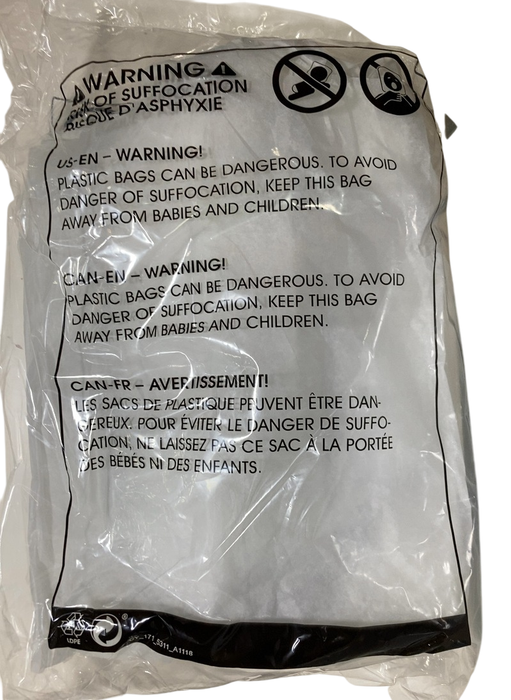 WARNING
RISK OF SUFFOCATION
RISQUE D'ASPHYXIE
US-EN – WARNING!
PLASTIC BAGS CAN BE DANGEROUS. TO AVOID
DANGER OF SUFFOCATION, KEEP THIS BAG
AWAY FROM BABIES AND CHILDREN.
CAN-EN – WARNING!
PLASTIC BAGS CAN BE DANGEROUS. TO AVOID
DANGER OF SUFFOCATION, KEEP THIS BAG
AWAY FROM BABIES AND CHILDREN.
CAN-FR – AVERTISSEMENT!
LES SACS DE PLASTIQUE PEUVENT ÊTRE DAN-
GEREUX. POUR ÉVITER LE DANGER DE SUFFO-
CATION, NE LAISSEZ PAS CE SAC À LA PORTÉE
DES BÉBÉS NI DES ENFANTS.
LDPE